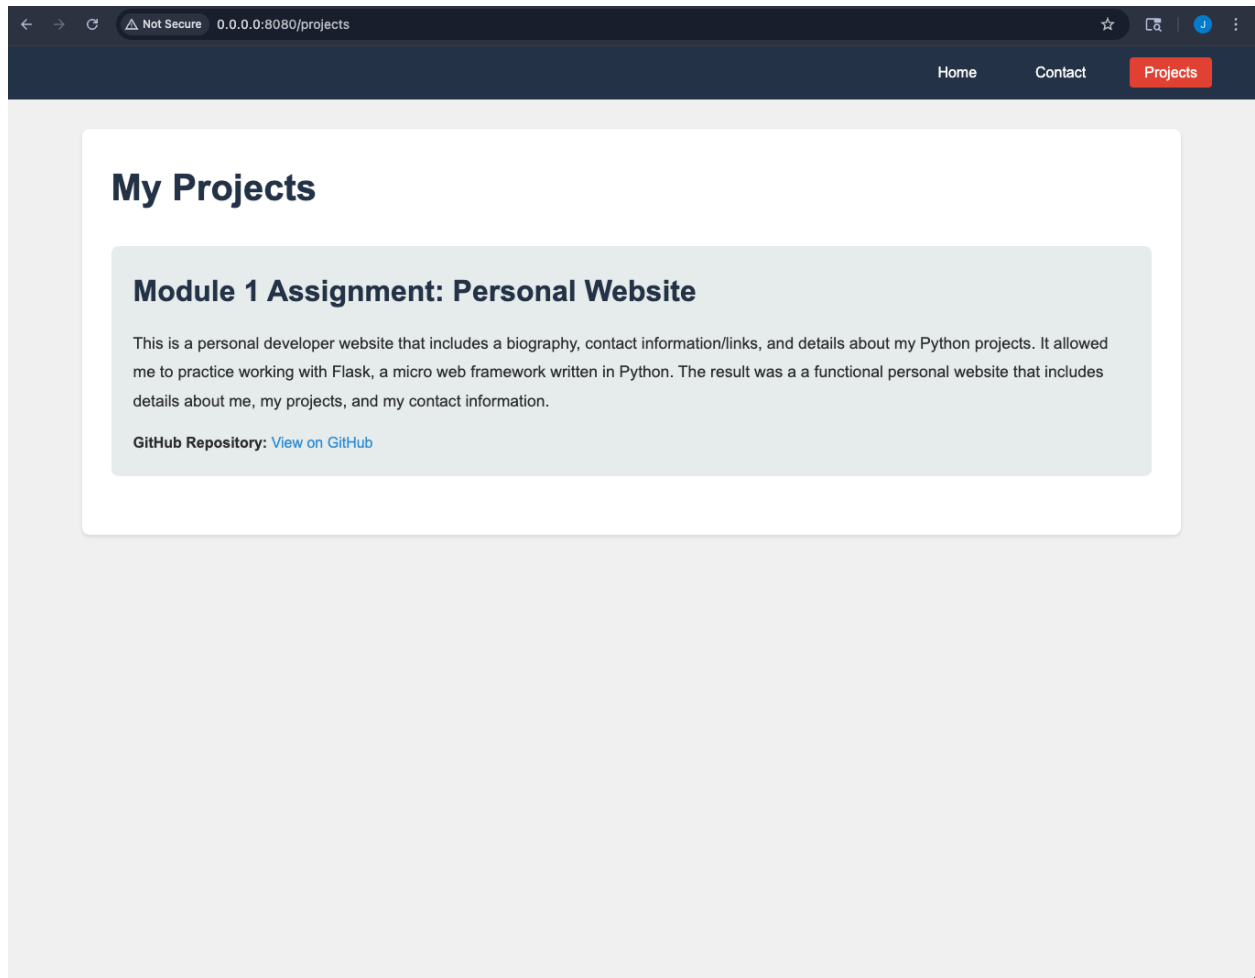 Not Secure 0.0.0.0:8080/projects
J
Home Contact Projects
My Projects
Module 1 Assignment: Personal Website
This is a personal developer website that includes a biography, contact information/links, and details about my Python projects. It allowed
me to practice working with Flask, a micro web framework written in Python. The result was a a functional personal website that includes
details about me, my projects, and my contact information.
GitHub Repository: View on GitHub